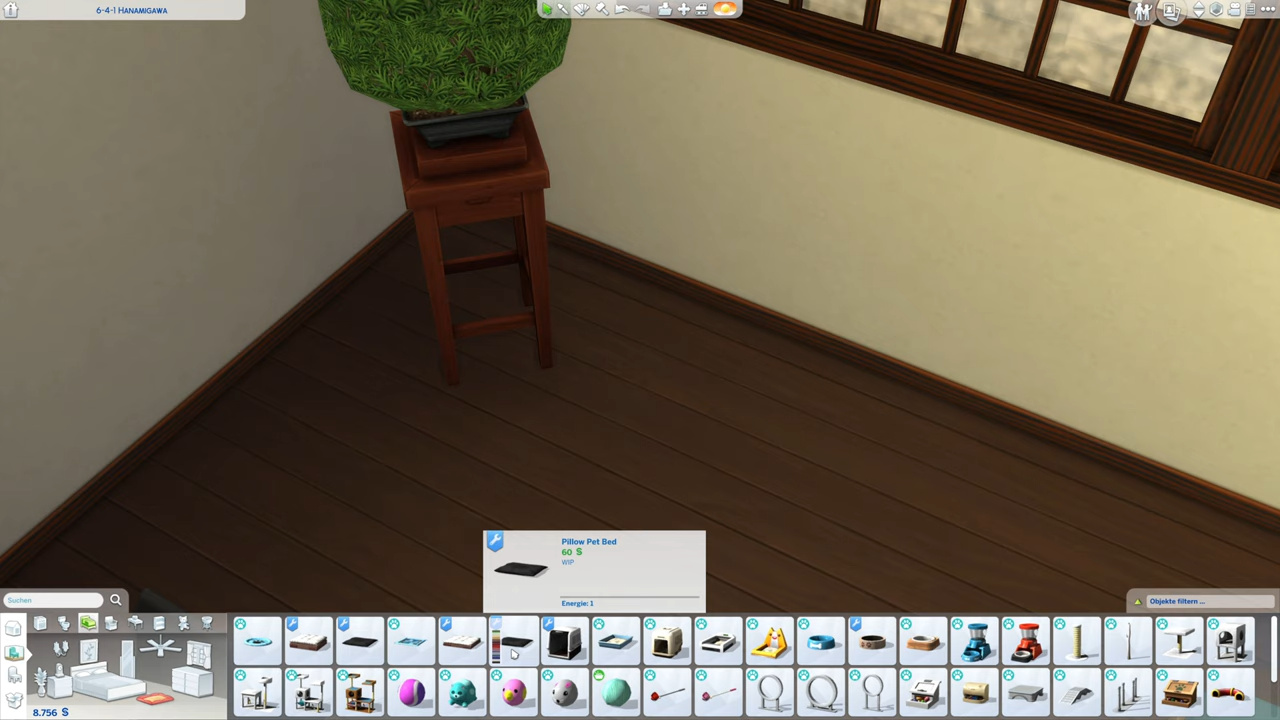 6-4-1 Hanamigawa
Pillow Pet Bed
60 $
WIP
Energie: 1
Suchen
Objekte filtern ...
8.756 $